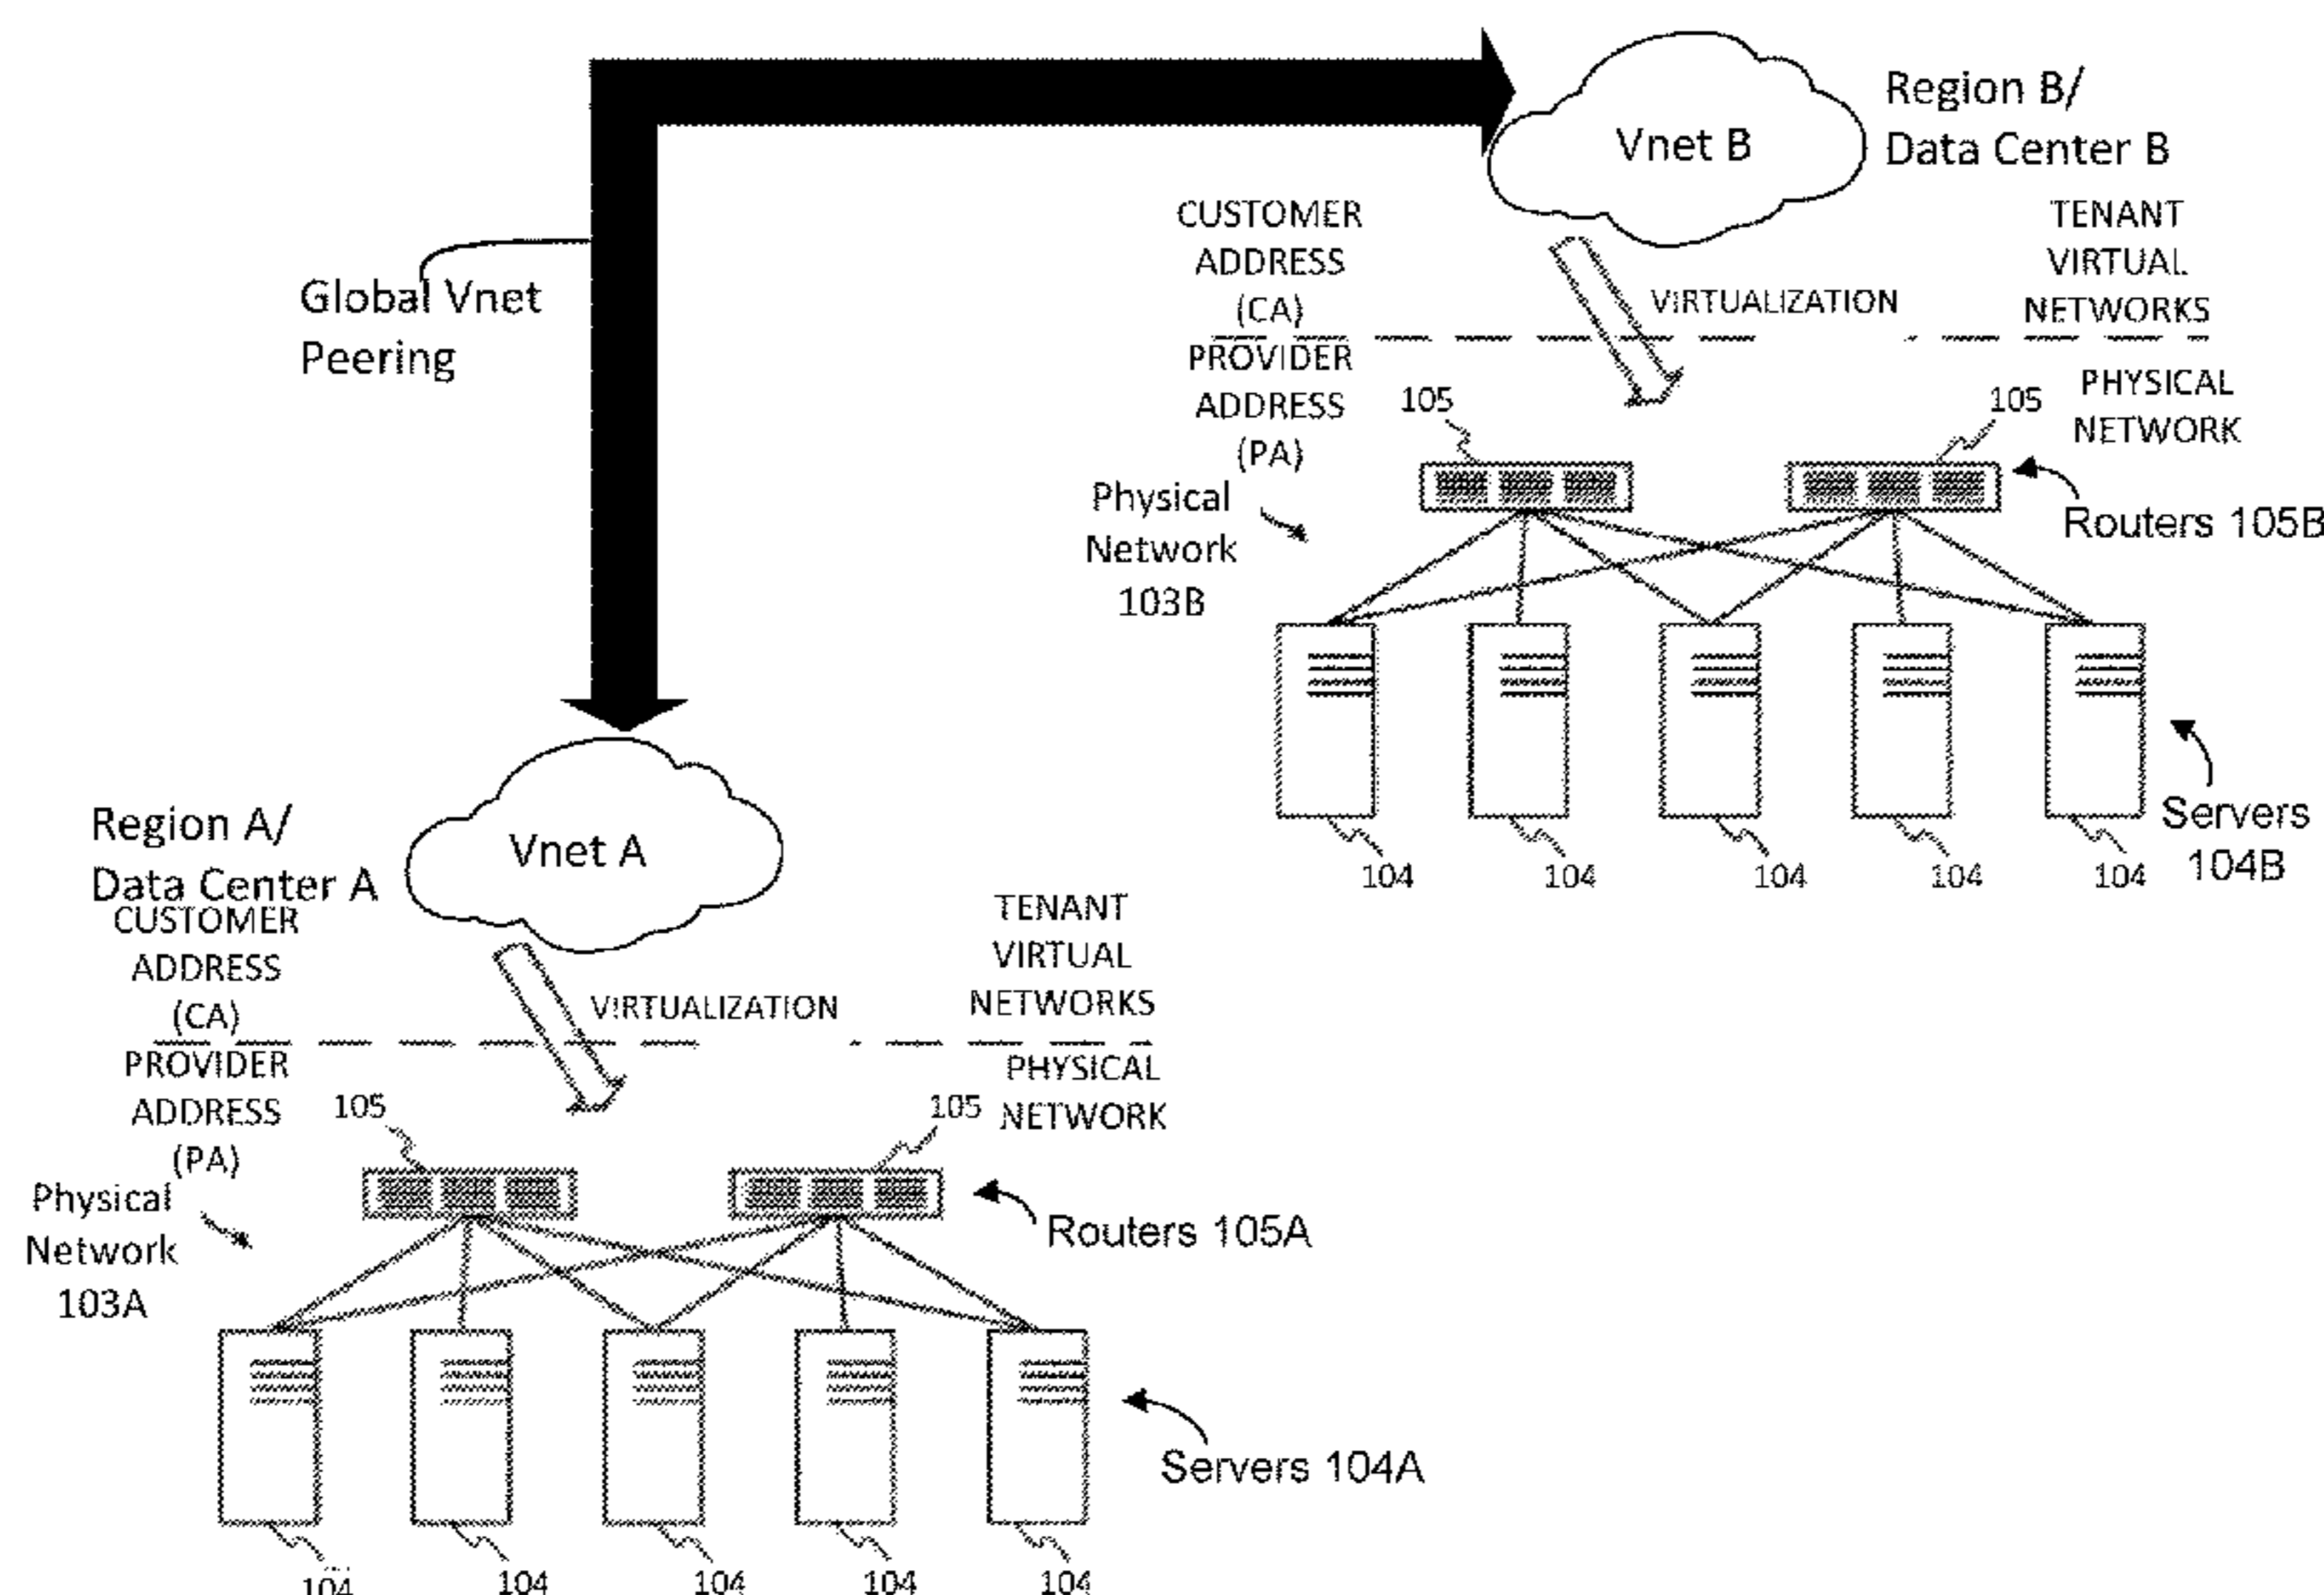 Vnet B
Region B/
Data Center B
CUSTOMER
ADDRESS
(CA)
TENANT
VIRTUAL
NETWORKS
VIRTUALIZATION
Global Vnet
Peering
PROVIDER
ADDRESS
(PA)
PHYSICAL
NETWORK
105
105
Physical
Network
103B
Routers 105B
Servers
104B
104
104
104
104
104
Region A/
Data Center A
Vnet A
CUSTOMER
ADDRESS
(CA)
TENANT
VIRTUAL
NETWORKS
VIRTUALIZATION
PROVIDER
ADDRESS
(PA)
PHYSICAL
NETWORK
105
105
Physical
Network
103A
Routers 105A
Servers 104A
104
104
104
104
104